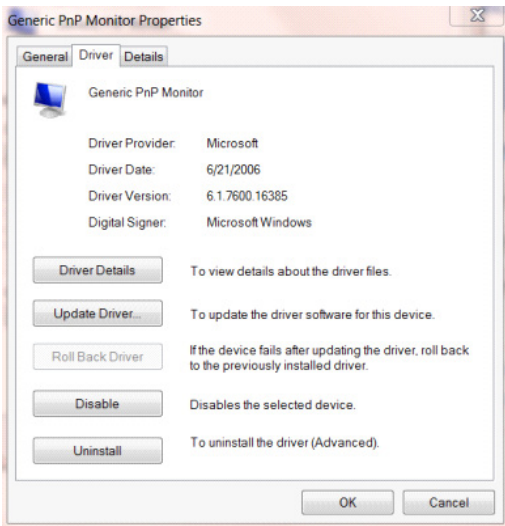 Generic PnP Monitor Properties
General Driver Details
Generic PnP Monitor
Driver Provider: Microsoft
Driver Date: 6/21/2006
Driver Version: 6.1.7600.16385
Digital Signer: Microsoft Windows
Driver Details To view details about the driver files.
Update Driver... To update the driver software for this device.
Roll Back Driver If the device fails after updating the driver, roll back
to the previously installed driver.
Disable Disables the selected device.
Uninstall To uninstall the driver (Advanced).
OK Cancel